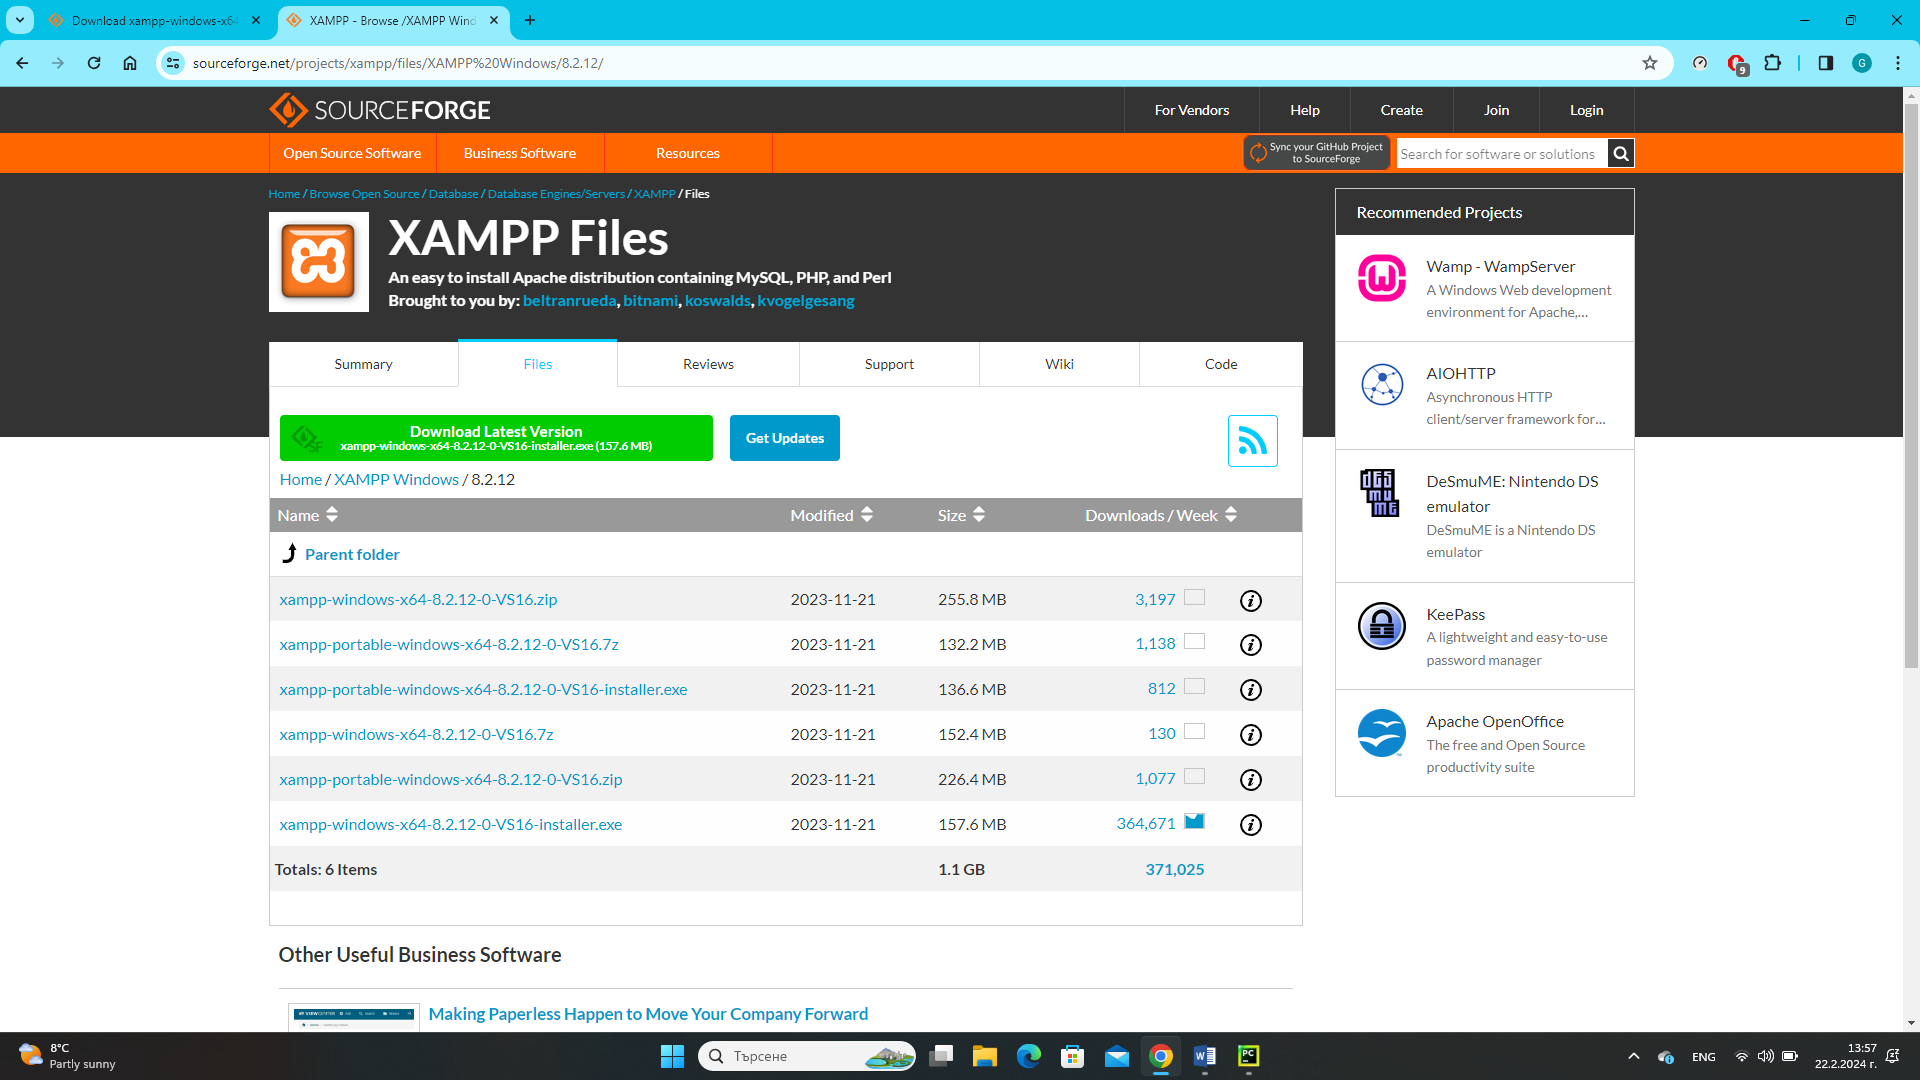 Download xampp-windows-x64
XAMPP - Browse /XAMPP Wind
sourceforge.net/projects/xampp/files/XAMPP%20Windows/8.2.12/
9
G
SOURCEFORGE
For Vendors
Help
Create
Join
Login
Open Source Software
Business Software
Resources
Sync your GitHub Project
to SourceForge
Search for software or solutions
Home / Browse Open Source / Database / Database Engines/Servers / XAMPP / Files
XAMPP Files
An easy to install Apache distribution containing MySQL, PHP, and Perl
Brought to you by: beltranrueda, bitnami, koswalds, kvogelgesang
Summary
Files
Reviews
Support
Wiki
Code
Download Latest Version
xampp-windows-x64-8.2.12-0-VS16-installer.exe (157.6 MB)
Get Updates
Home / XAMPP Windows / 8.2.12
Name Modified Size Downloads / Week
Parent folder
xampp-windows-x64-8.2.12-0-VS16.zip 2023-11-21 255.8 MB 3,197
xampp-portable-windows-x64-8.2.12-0-VS16.7z 2023-11-21 132.2 MB 1,138
xampp-portable-windows-x64-8.2.12-0-VS16-installer.exe 2023-11-21 136.6 MB 812
xampp-windows-x64-8.2.12-0-VS16.7z 2023-11-21 152.4 MB 130
xampp-portable-windows-x64-8.2.12-0-VS16.zip 2023-11-21 226.4 MB 1,077
xampp-windows-x64-8.2.12-0-VS16-installer.exe 2023-11-21 157.6 MB 364,671
Totals: 6 Items 1.1 GB 371,025
Recommended Projects
Wamp - WampServer
A Windows Web development
environment for Apache,...
AIOHTTP
Asynchronous HTTP
client/server framework for...
DeSmuME: Nintendo DS
emulator
DeSmuME is a Nintendo DS
emulator
KeePass
A lightweight and easy-to-use
password manager
Apache OpenOffice
The free and Open Source
productivity suite
Other Useful Business Software
Making Paperless Happen to Move Your Company Forward
8°C
Partly sunny
Търсене
ENG
13:57
22.2.2024 г.